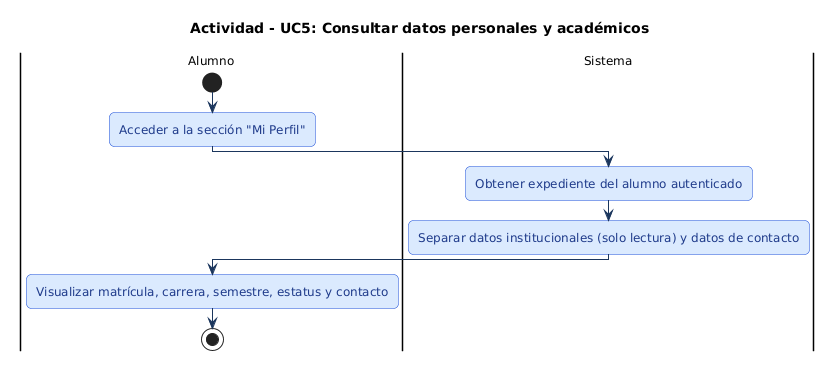 Actividad - UC5: Consultar datos personales y académicos
Alumno
Sistema
Acceder a la sección "Mi Perfil"
Obtener expediente del alumno autenticado
Separar datos institucionales (solo lectura) y datos de contacto
Visualizar matrícula, carrera, semestre, estatus y contacto